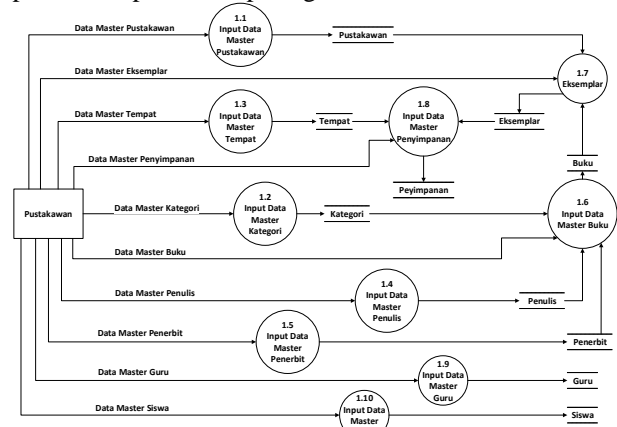 Data Master Pustakawan
1.1
Input Data
Master
Pustakawan
Pustakawan
Data Master Eksemplar
1.7
Eksemplar
Data Master Tempat
1.3
Input Data
Master
Tempat
Tempat
1.8
Input Data
Master
Penyimpanan
Eksemplar
Data Master Penyimpanan
Peyimpanan
Buku
Pustakawan
Data Master Kategori
1.2
Input Data
Master
Kategori
Kategori
1.6
Input Data
Master Buku
Data Master Buku
Data Master Penulis
1.4
Input Data
Master
Penulis
Penulis
Data Master Penerbit
1.5
Input Data
Master
Penerbit
Penerbit
Data Master Guru
1.9
Input Data
Master
Guru
Guru
Data Master Siswa
1.10
Input Data
Master
Siswa